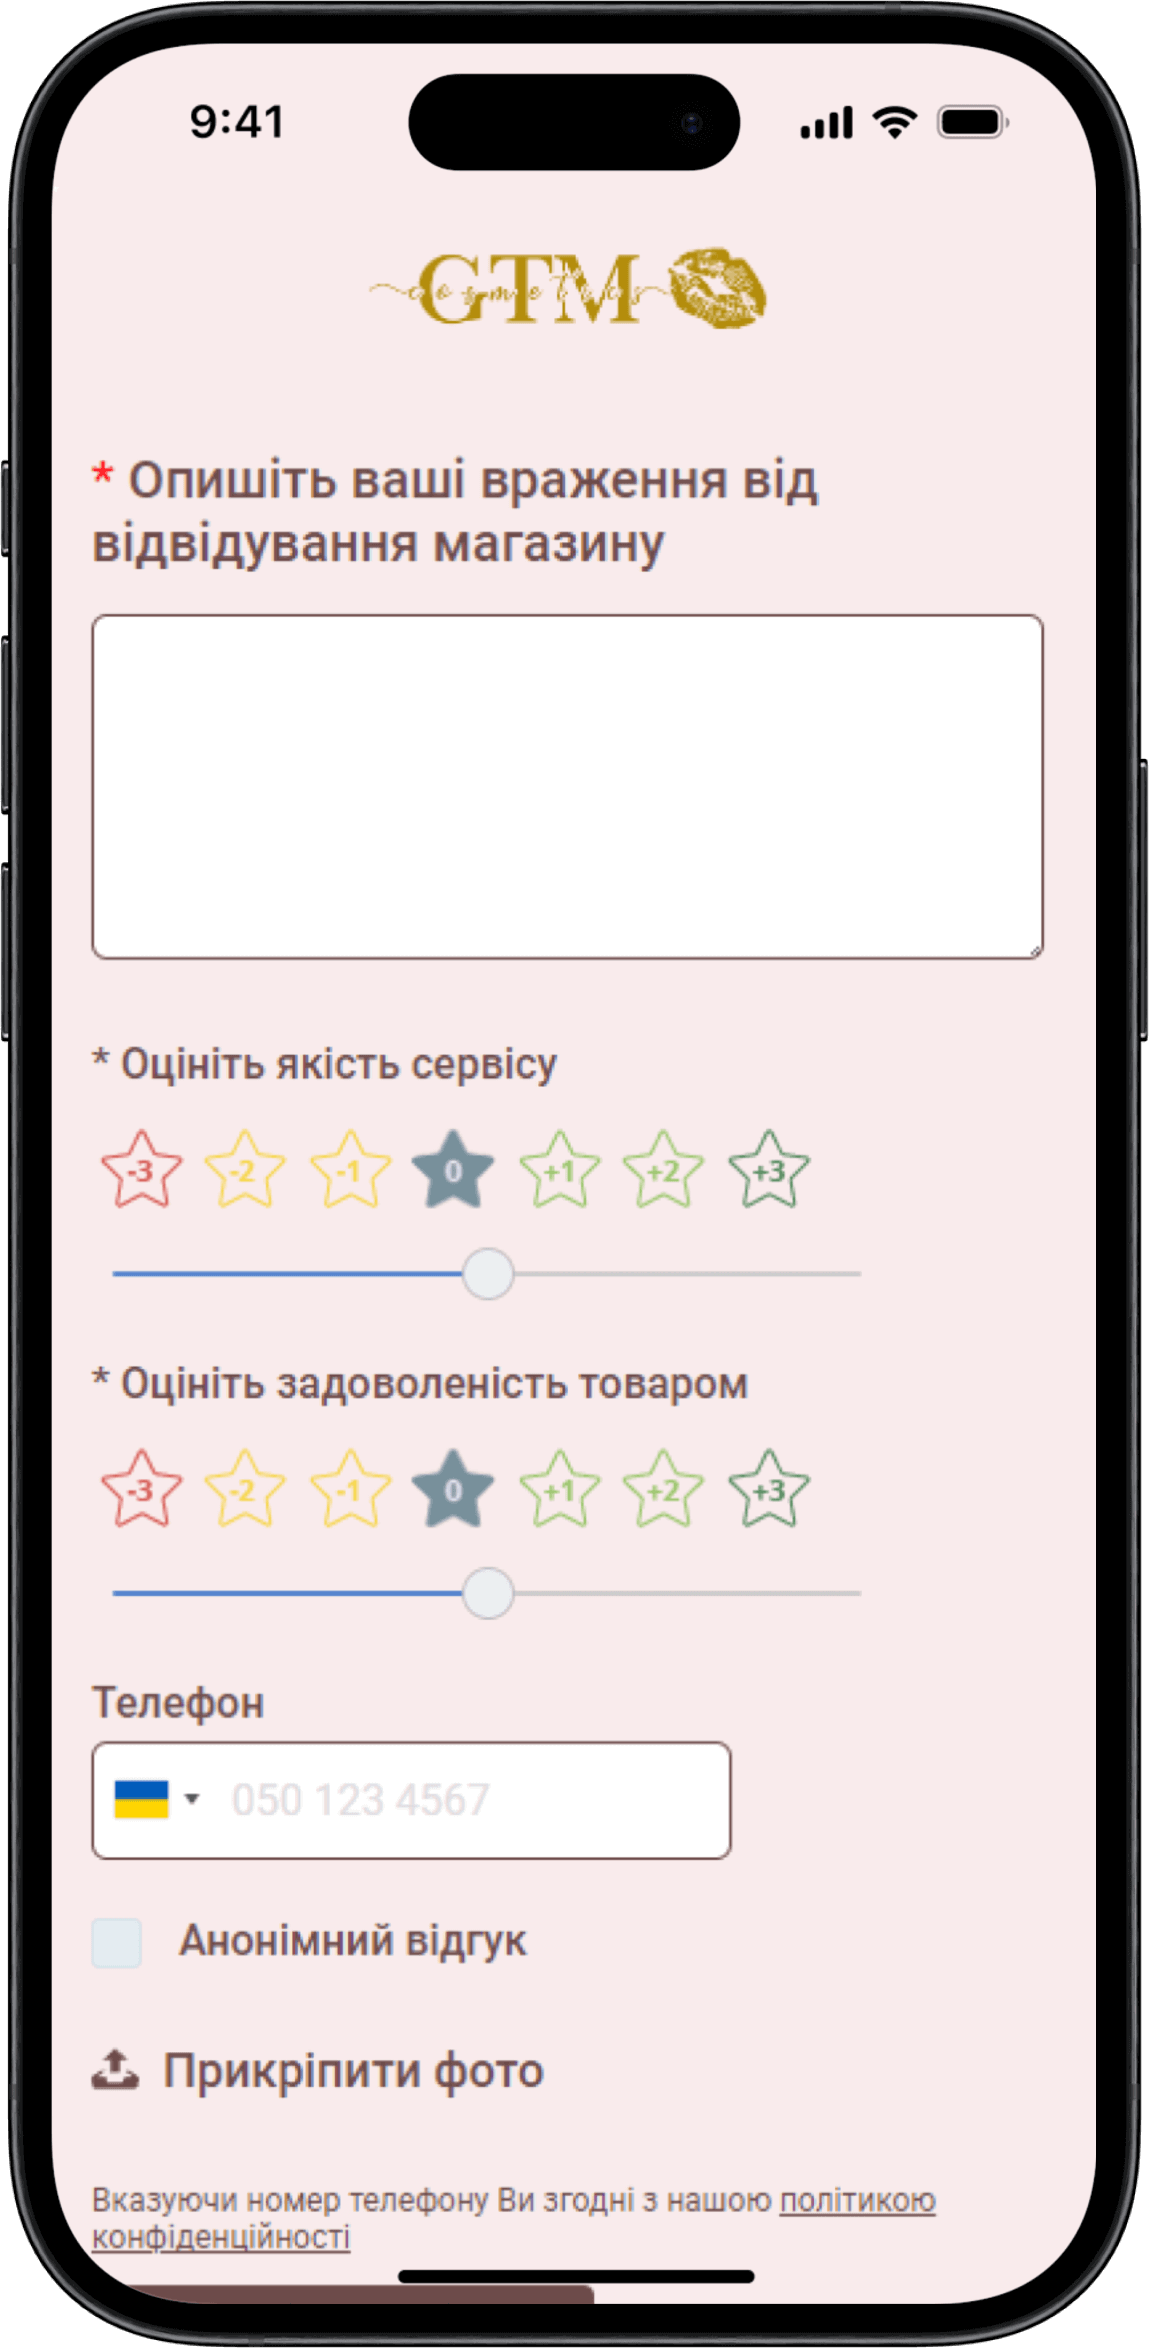 9:41
GTM
cosmetics
* Опишіть ваші враження від
відвідування магазину
* Оцініть якість сервісу
-3 -2 -1 0 +1 +2 +3
* Оцініть задоволеність товаром
-3 -2 -1 0 +1 +2 +3
Телефон
050 123 4567
Анонімний відгук
Прикріпити фото
Вказуючи номер телефону Ви згодні з нашою політикою
конфіденційності